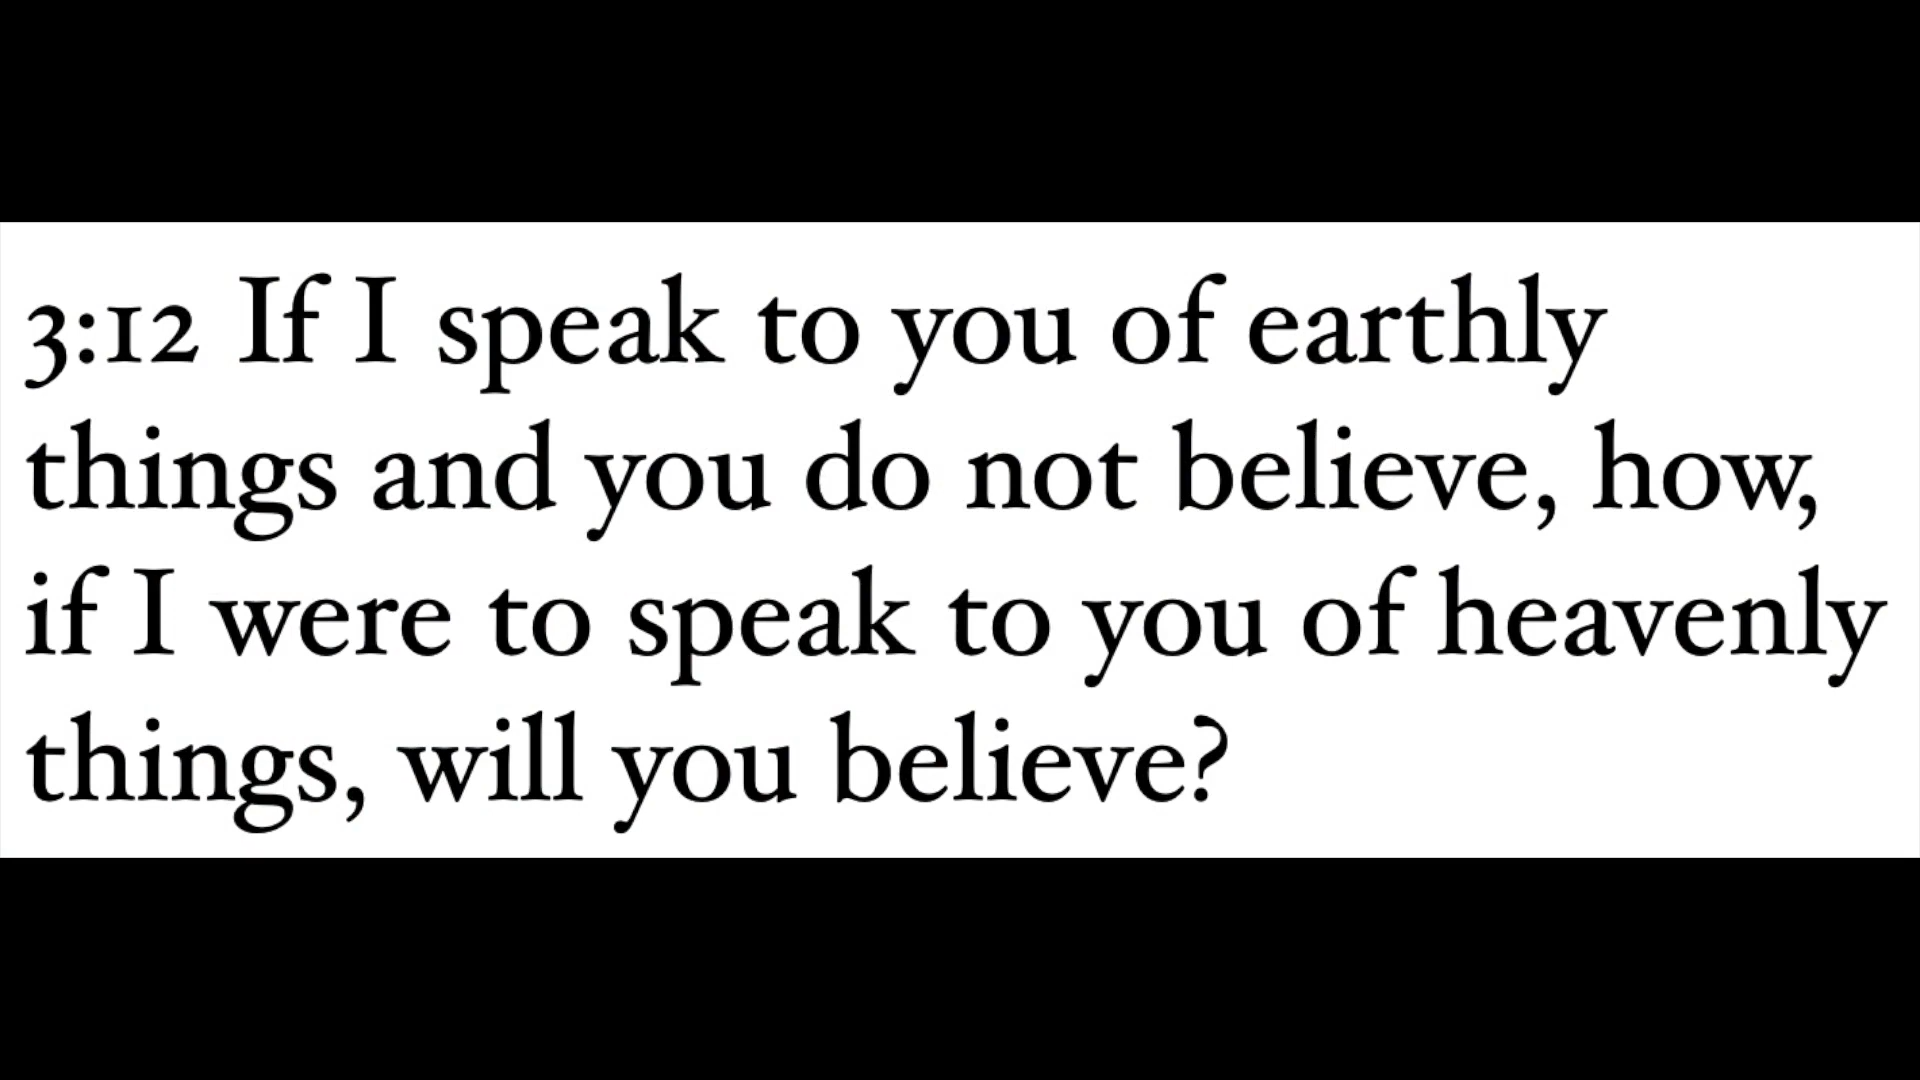 3:12 If I speak to you of earthly
things and you do not believe, how,
if I were to speak to you of heavenly
things, will you believe?